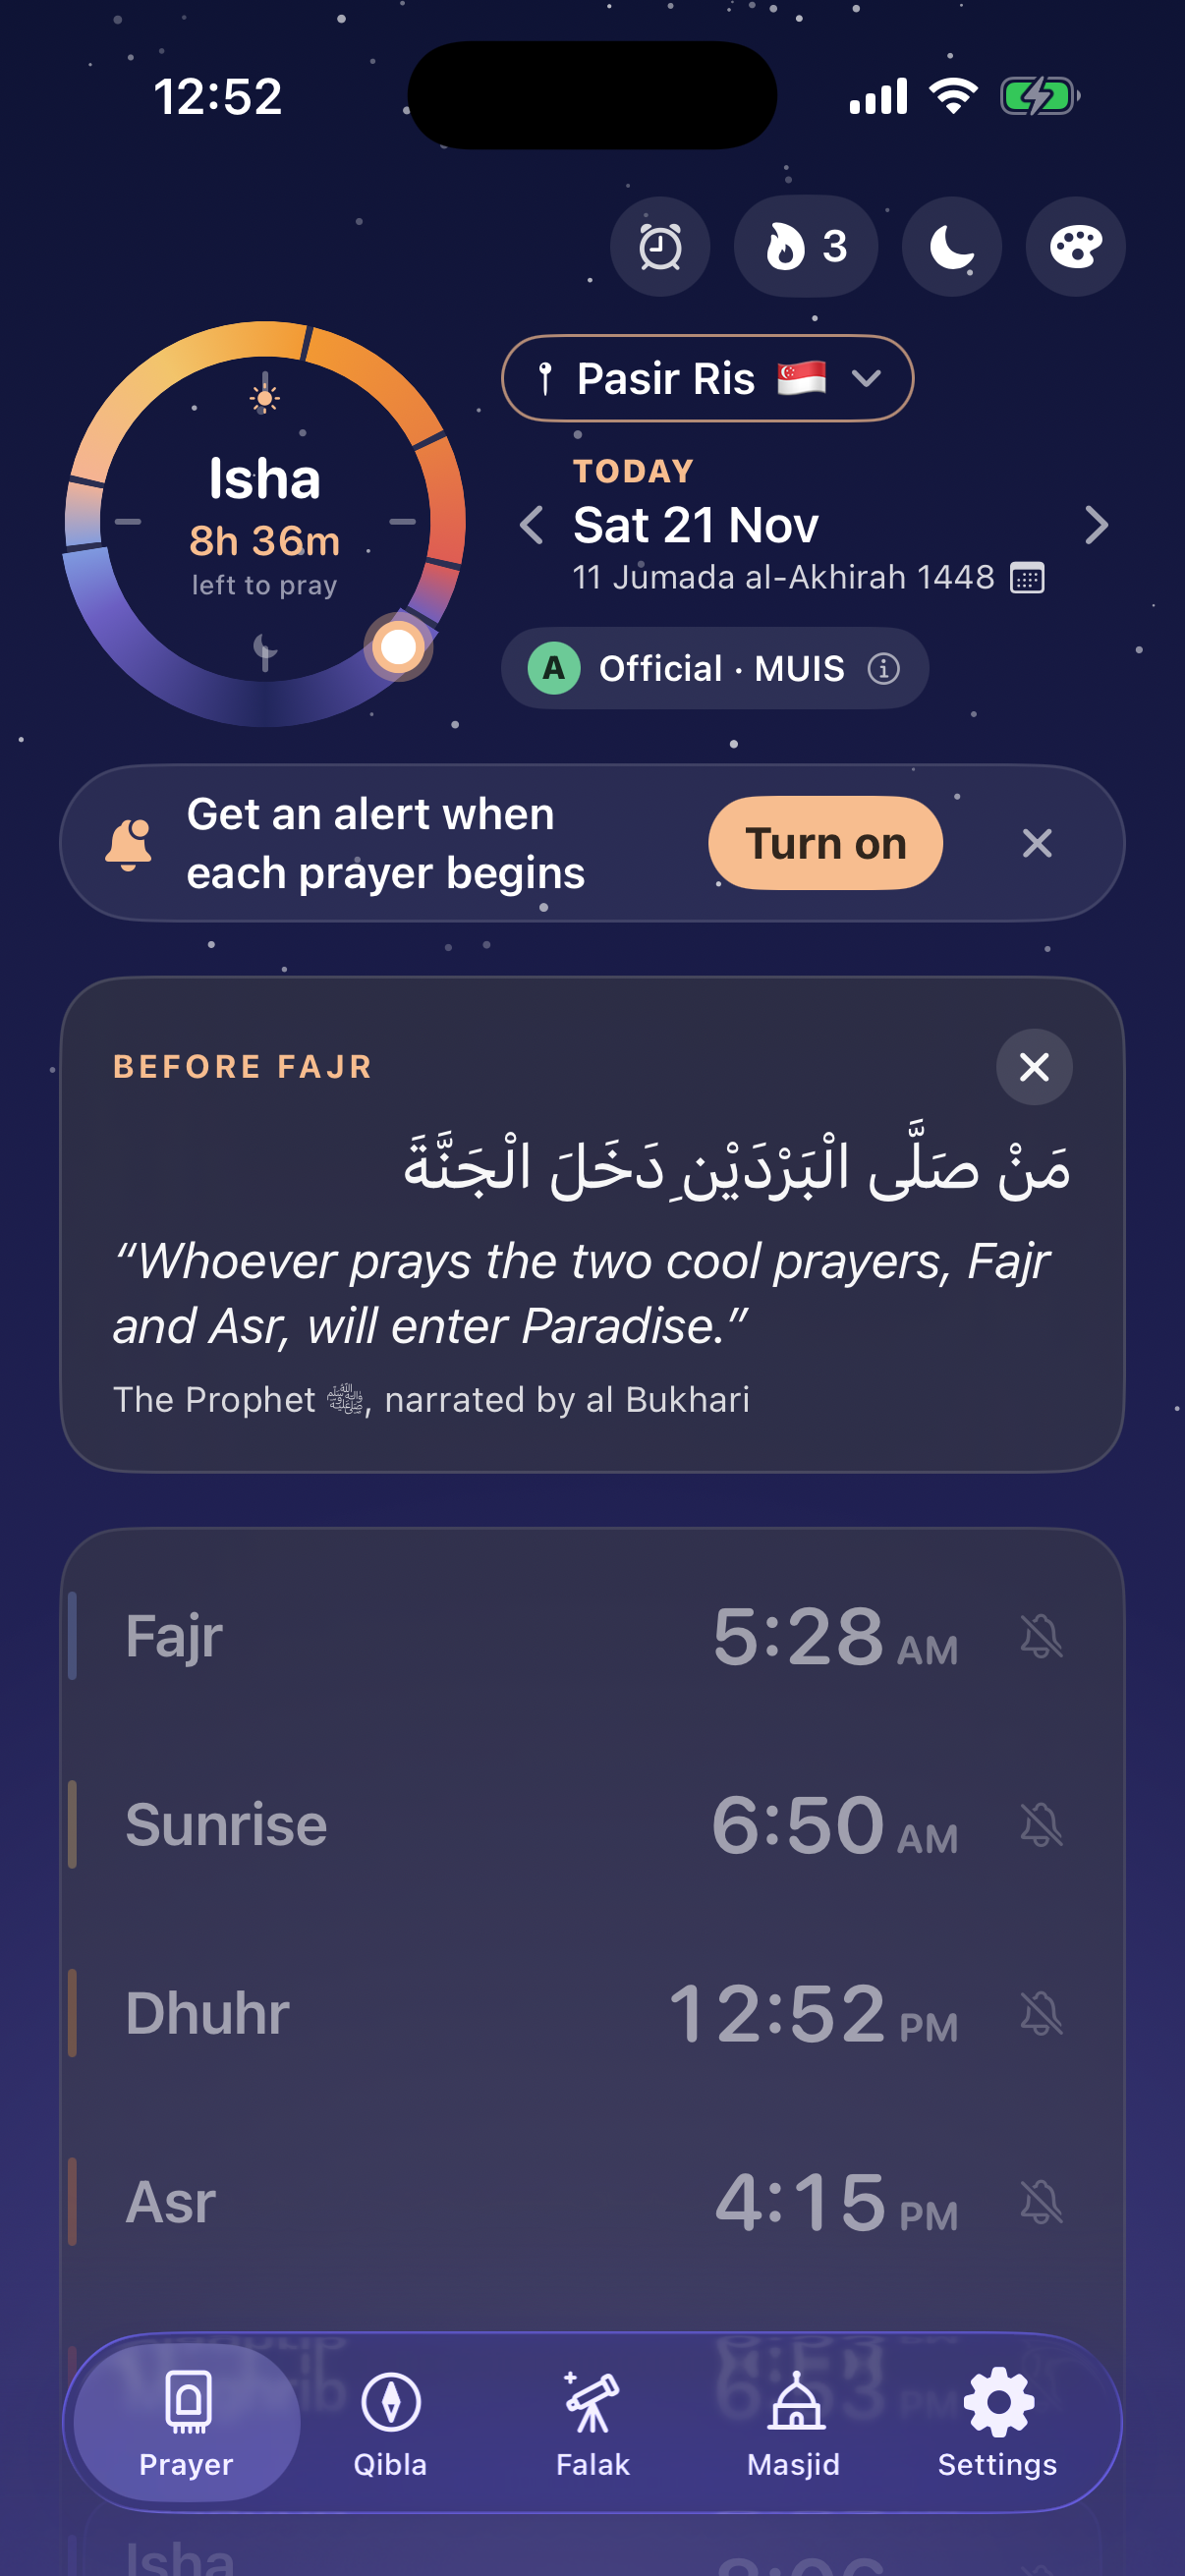 12:52
3
Pasir Ris
Isha
8h 36m
left to pray
TODAY
Sat 21 Nov
11 Jumada al-Akhirah 1448
A Official · MUIS
Get an alert when
each prayer begins
Turn on
BEFORE FAJR
مَنْ صَلَّى الْبَرْدَيْنِ دَخَلَ الْجَنَّةَ
“Whoever prays the two cool prayers, Fajr
and Asr, will enter Paradise.”
The Prophet ﷺ, narrated by al Bukhari
Fajr 5:28 AM
Sunrise 6:50 AM
Dhuhr 12:52 PM
Asr 4:15 PM
Prayer Qibla Falak Masjid Settings
Isha